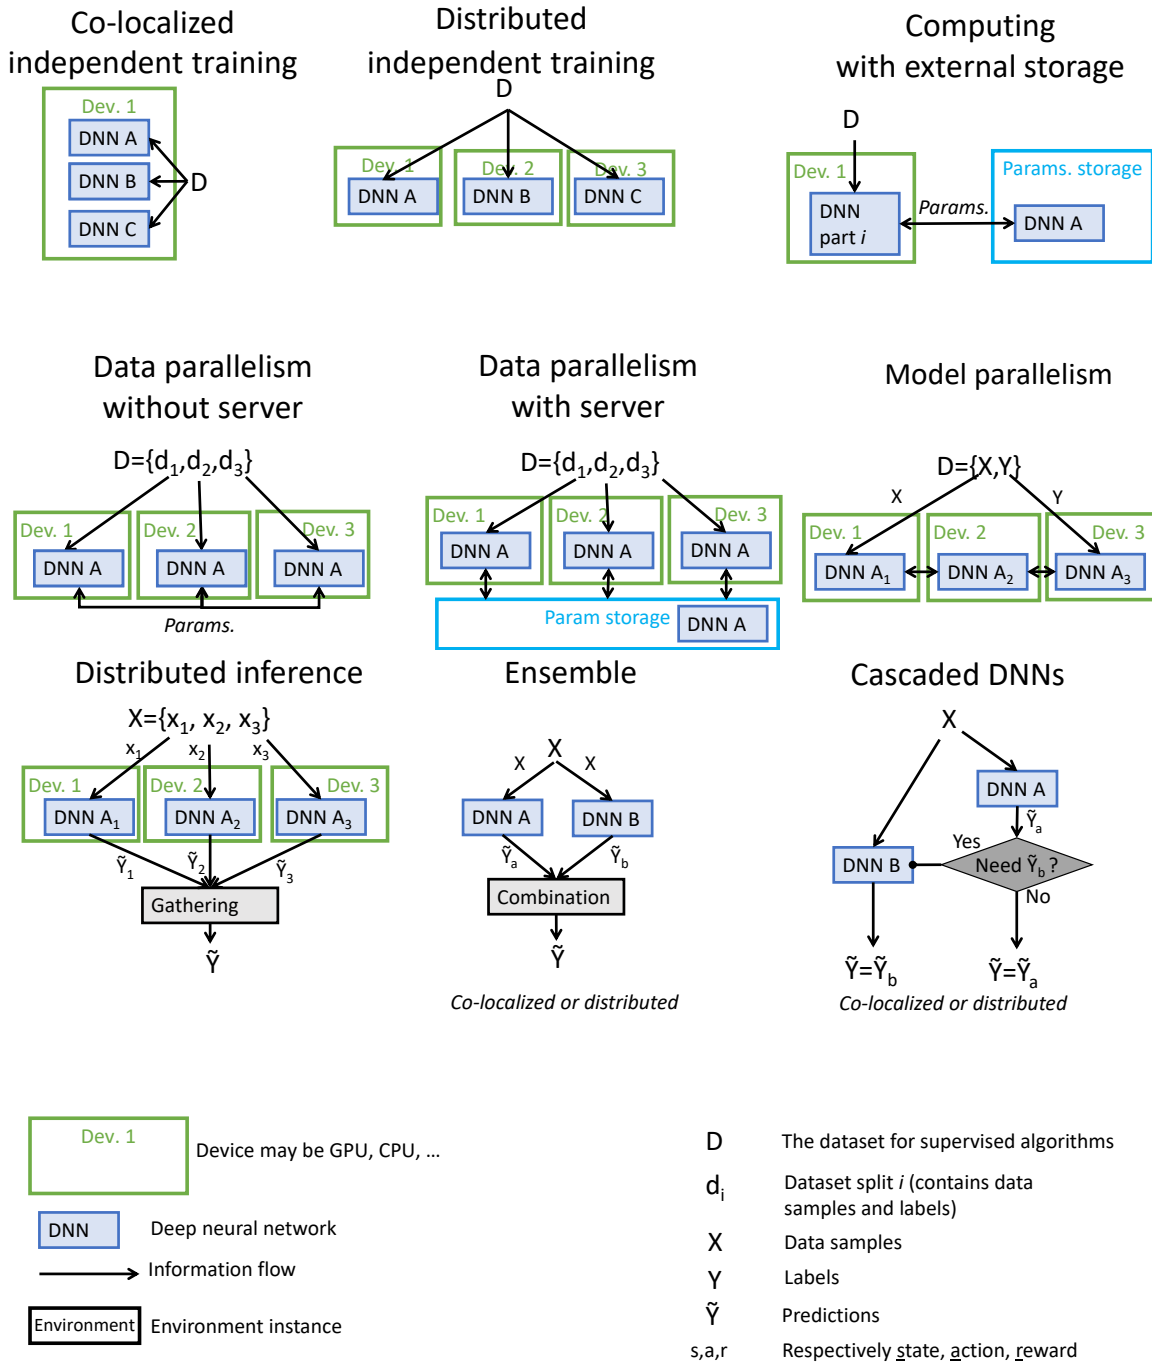 Co-localized
independent training
Dev. 1
DNN A
DNN B
DNN C
D
Distributed
independent training
D
Dev. 1
Dev. 2
Dev. 3
DNN A
DNN B
DNN C
Computing
with external storage
D
Dev. 1
Params. storage
DNN
part i
Params.
DNN A
Data parallelism
without server
D={d₁,d₂,d₃}
Dev. 1
Dev. 2
Dev. 3
DNN A
DNN A
DNN A
Params.
Data parallelism
with server
D={d₁,d₂,d₃}
Dev. 1
Dev. 2
Dev. 3
DNN A
DNN A
DNN A
Param storage
DNN A
Model parallelism
D={X,Y}
X
Y
Dev. 1
Dev. 2
Dev. 3
DNN A₁
DNN A₂
DNN A₃
Distributed inference
X={x₁, x₂, x₃}
x₁
x₂
x₃
Dev. 1
Dev. 2
Dev. 3
DNN A₁
DNN A₂
DNN A₃
Ỹ₁
Ỹ₂
Ỹ₃
Gathering
Ỹ
Ensemble
X
X
X
DNN A
DNN B
Ỹₐ
Ỹb
Combination
Ỹ
Co-localized or distributed
Cascaded DNNs
X
DNN A
Ỹₐ
Yes
DNN B
Need Ỹb ?
No
Ỹ=Ỹb
Ỹ=Ỹₐ
Co-localized or distributed
Dev. 1
Device may be GPU, CPU, ...
DNN
Deep neural network
Information flow
Environment
Environment instance
D
The dataset for supervised algorithms
dᵢ
Dataset split i (contains data
samples and labels)
X
Data samples
Y
Labels
Ỹ
Predictions
s,a,r
Respectively state, action, reward